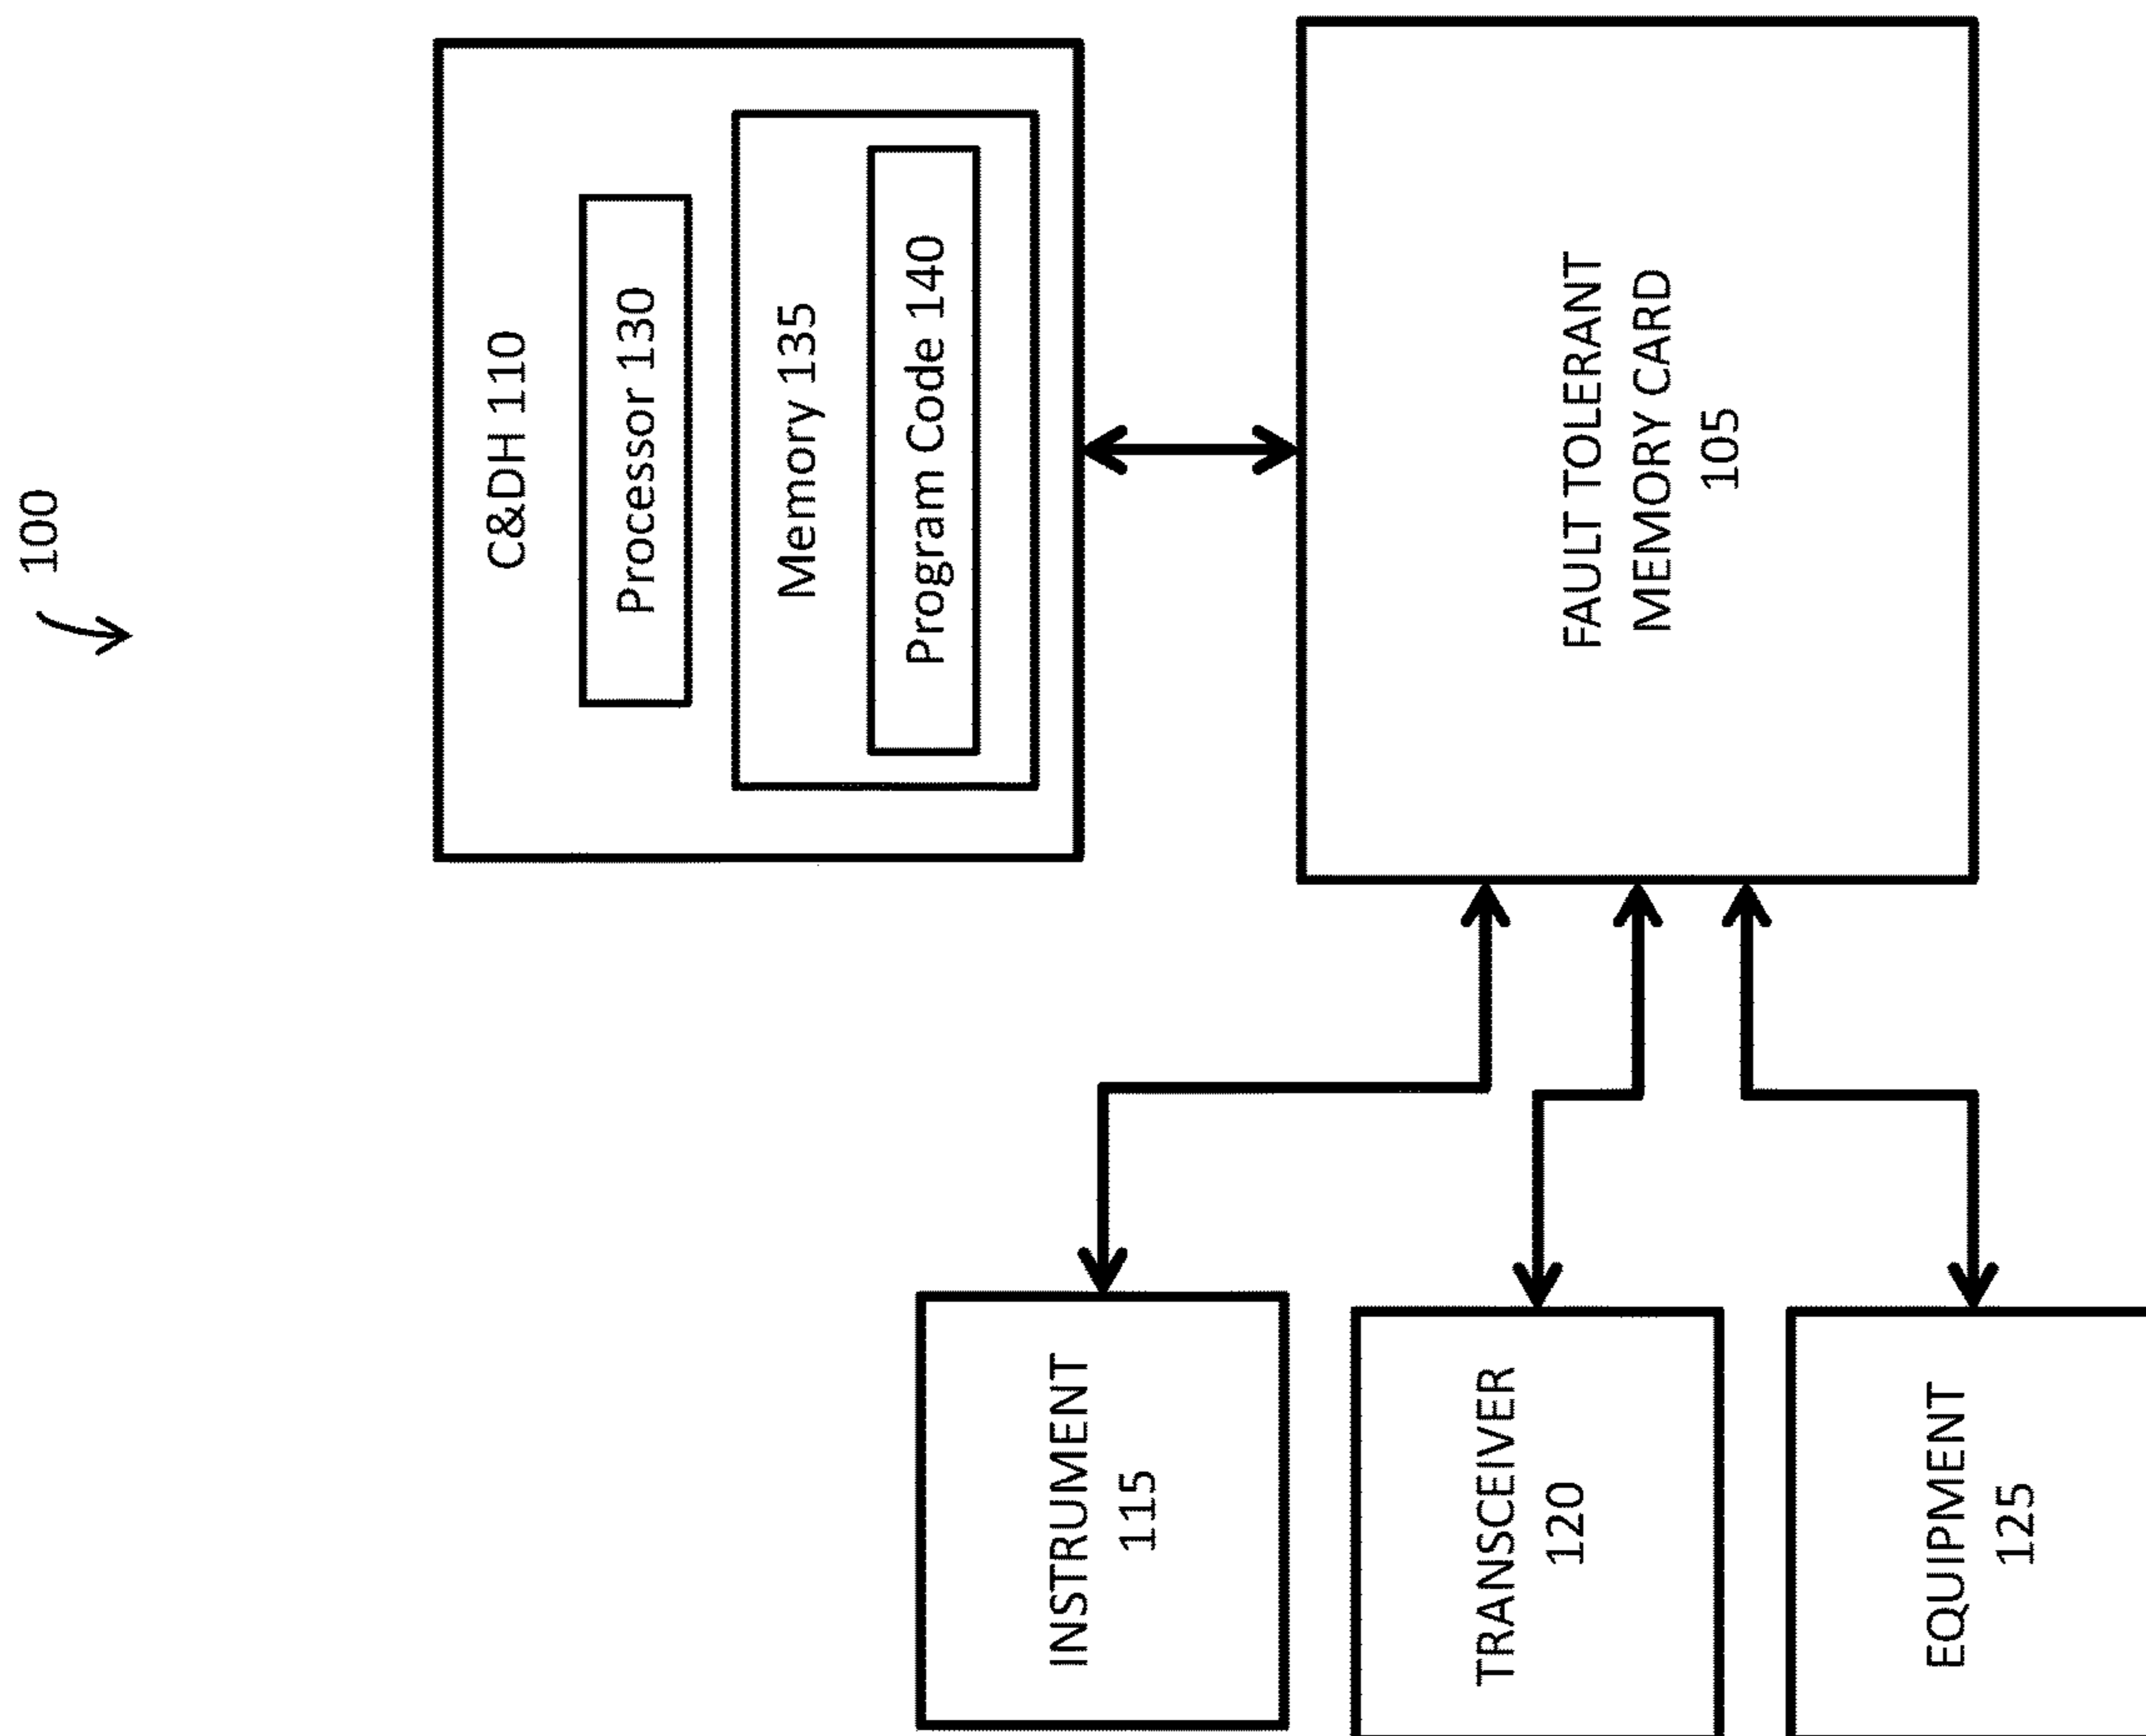 100
C&DH 110
Processor 130
Memory 135
Program Code 140
FAULT TOLERANT
MEMORY CARD
105
INSTRUMENT
115
TRANSCEIVER
120
EQUIPMENT
125